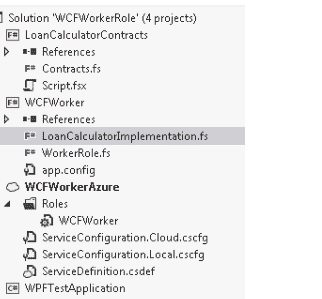 Solution 'WCFWorkerRole' (4 projects)
F# LoanCalculatorContracts
References
F# Contracts.fs
Script.fsx
F# WCFWorker
References
F# LoanCalculatorImplementation.fs
F# WorkerRole.fs
app.config
WCFWorkerAzure
Roles
WCFWorker
ServiceConfiguration.Cloud.cscfg
ServiceConfiguration.Local.cscfg
ServiceDefinition.csdef
C# WPFTestApplication